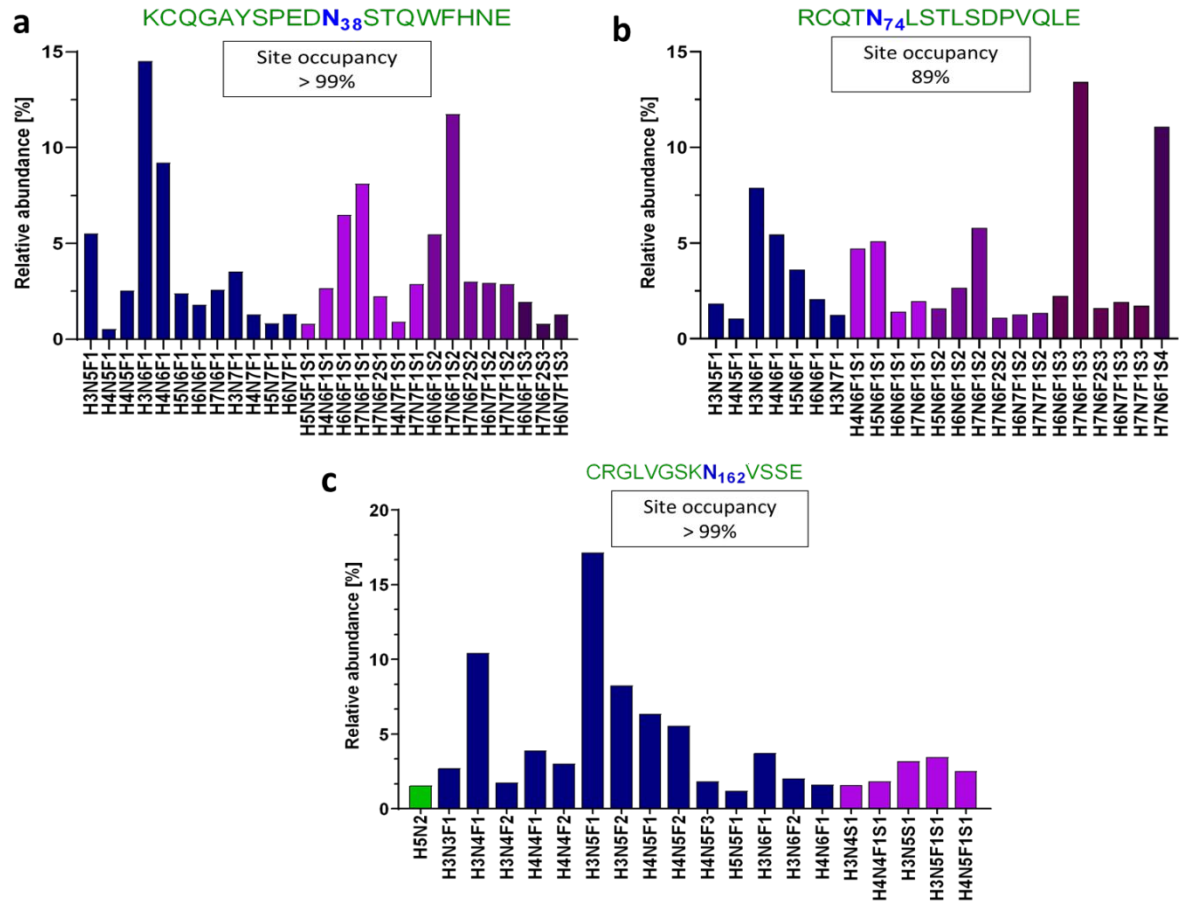 a
KCQGAYSPEDN38STQWFHNE
Site occupancy
> 99%
Relative abundance [%]
15
10
5
0
H3N5F1
H4N5F1
H4N5F1
H3N6F1
H4N6F1
H5N6F1
H6N6F1
H7N6F1
H3N7F1
H4N7F1
H5N7F1
H6N7F1
H5N5F1S1
H4N6F1S1
H6N6F1S1
H7N6F1S1
H7N6F2S1
H4N7F1S1
H7N7F1S1
H6N6F1S2
H7N6F1S2
H7N6F2S2
H6N7F1S2
H7N7F1S2
H6N6F1S3
H7N6F2S3
H6N7F1S3
b
RCQTN74LSTLSDPVQLE
Site occupancy
89%
Relative abundance [%]
15
10
5
0
H3N5F1
H4N5F1
H3N6F1
H4N6F1
H5N6F1
H6N6F1
H3N7F1
H4N6F1S1
H5N6F1S1
H6N6F1S1
H7N6F1S1
H5N6F1S2
H6N6F1S2
H7N6F1S2
H7N6F2S2
H6N7F1S2
H7N7F1S2
H6N6F1S3
H7N6F1S3
H7N6F2S3
H6N7F1S3
H7N7F1S3
H7N6F1S4
c
CRGLVGSKN162VSSE
Site occupancy
> 99%
Relative abundance [%]
20
15
10
5
0
H5N2
H3N3F1
H3N4F1
H3N4F2
H4N4F1
H4N4F2
H3N5F1
H3N5F2
H4N5F1
H4N5F2
H4N5F3
H5N5F1
H3N6F1
H3N6F2
H4N6F1
H3N4S1
H4N4F1S1
H3N5S1
H3N5F1S1
H4N5F1S1